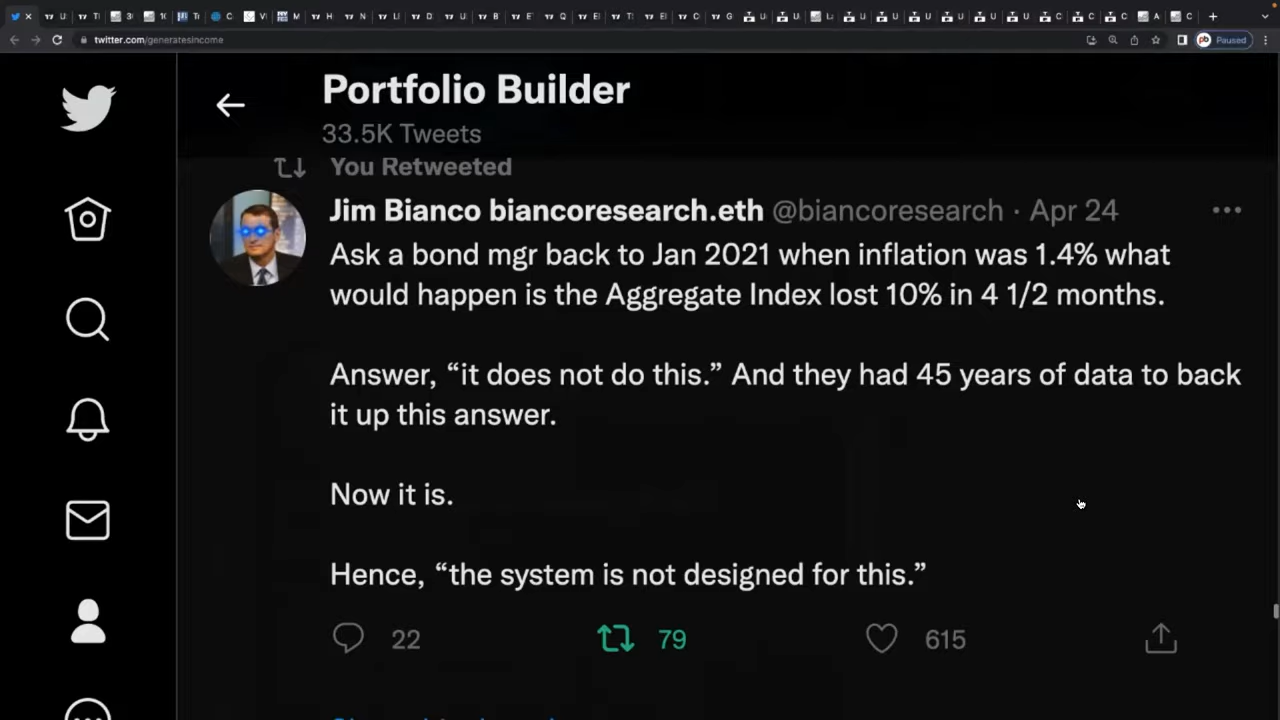 twitter.com/generatesincome
Paused
Portfolio Builder
33.5K Tweets
You Retweeted
Jim Bianco biancoresearch.eth @biancoresearch · Apr 24
Ask a bond mgr back to Jan 2021 when inflation was 1.4% what
would happen is the Aggregate Index lost 10% in 4 1/2 months.
Answer, “it does not do this.” And they had 45 years of data to back
it up this answer.
Now it is.
Hence, “the system is not designed for this.”
22 79 615